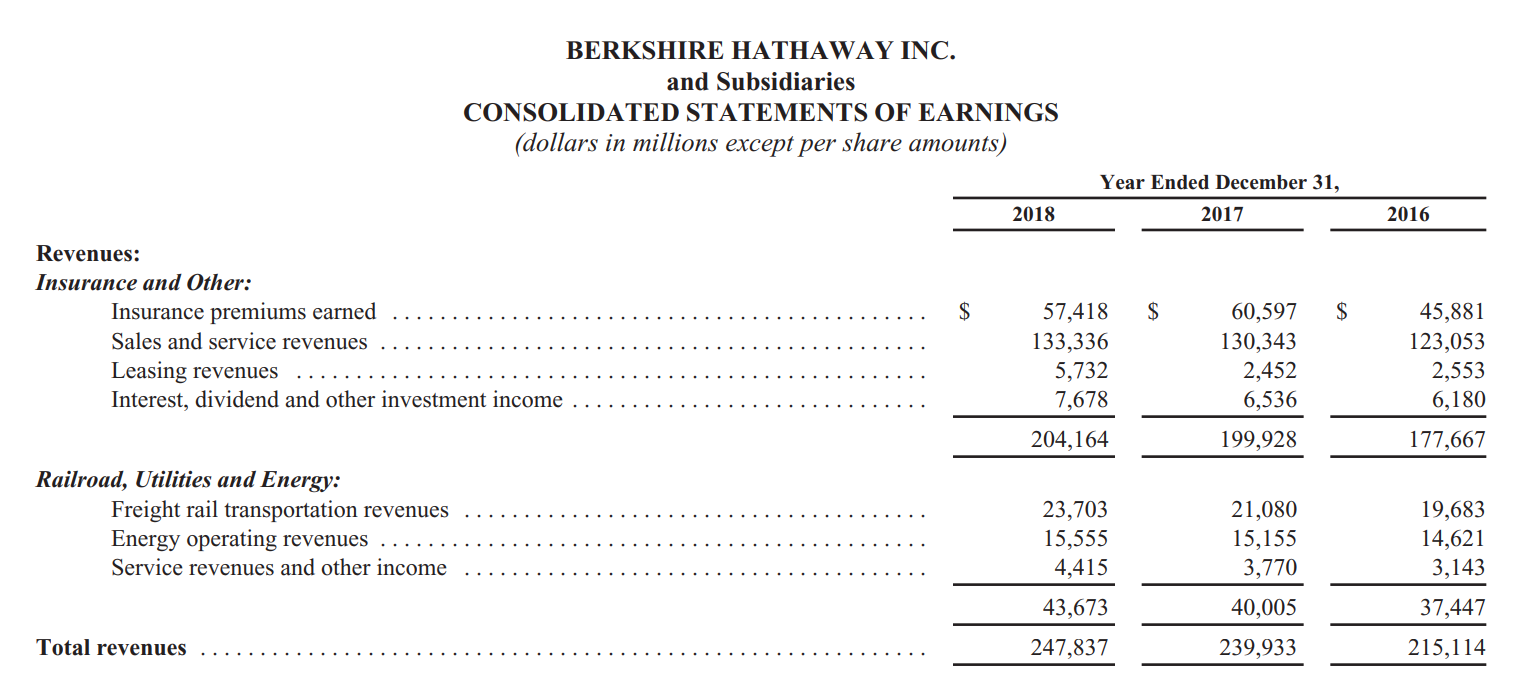 BERKSHIRE HATHAWAY INC.
and Subsidiaries
CONSOLIDATED STATEMENTS OF EARNINGS
(dollars in millions except per share amounts)
Year Ended December 31,
2018 2017 2016
Revenues:
Insurance and Other:
Insurance premiums earned . . . . . . . . . . . . . . . . . . . . . . . . . . . . . . . . . . . . . . . . . . . . . $ 57,418 $ 60,597 $ 45,881
Sales and service revenues . . . . . . . . . . . . . . . . . . . . . . . . . . . . . . . . . . . . . . . . . . . . . . 133,336 130,343 123,053
Leasing revenues . . . . . . . . . . . . . . . . . . . . . . . . . . . . . . . . . . . . . . . . . . . . . . . . . . . . . 5,732 2,452 2,553
Interest, dividend and other investment income . . . . . . . . . . . . . . . . . . . . . . . . . . . . . . 7,678 6,536 6,180
204,164 199,928 177,667
Railroad, Utilities and Energy:
Freight rail transportation revenues . . . . . . . . . . . . . . . . . . . . . . . . . . . . . . . . . . . . . . . 23,703 21,080 19,683
Energy operating revenues . . . . . . . . . . . . . . . . . . . . . . . . . . . . . . . . . . . . . . . . . . . . . . 15,555 15,155 14,621
Service revenues and other income . . . . . . . . . . . . . . . . . . . . . . . . . . . . . . . . . . . . . . . 4,415 3,770 3,143
43,673 40,005 37,447
Total revenues . . . . . . . . . . . . . . . . . . . . . . . . . . . . . . . . . . . . . . . . . . . . . . . . . . . . . . . . . . . . . 247,837 239,933 215,114